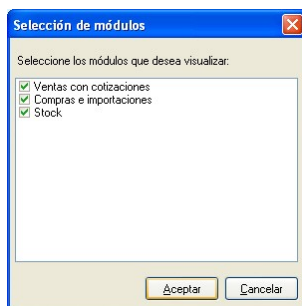 Selección de módulos
Seleccione los módulos que desea visualizar:
Ventas con cotizaciones
Compras e importaciones
Stock
Aceptar Cancelar